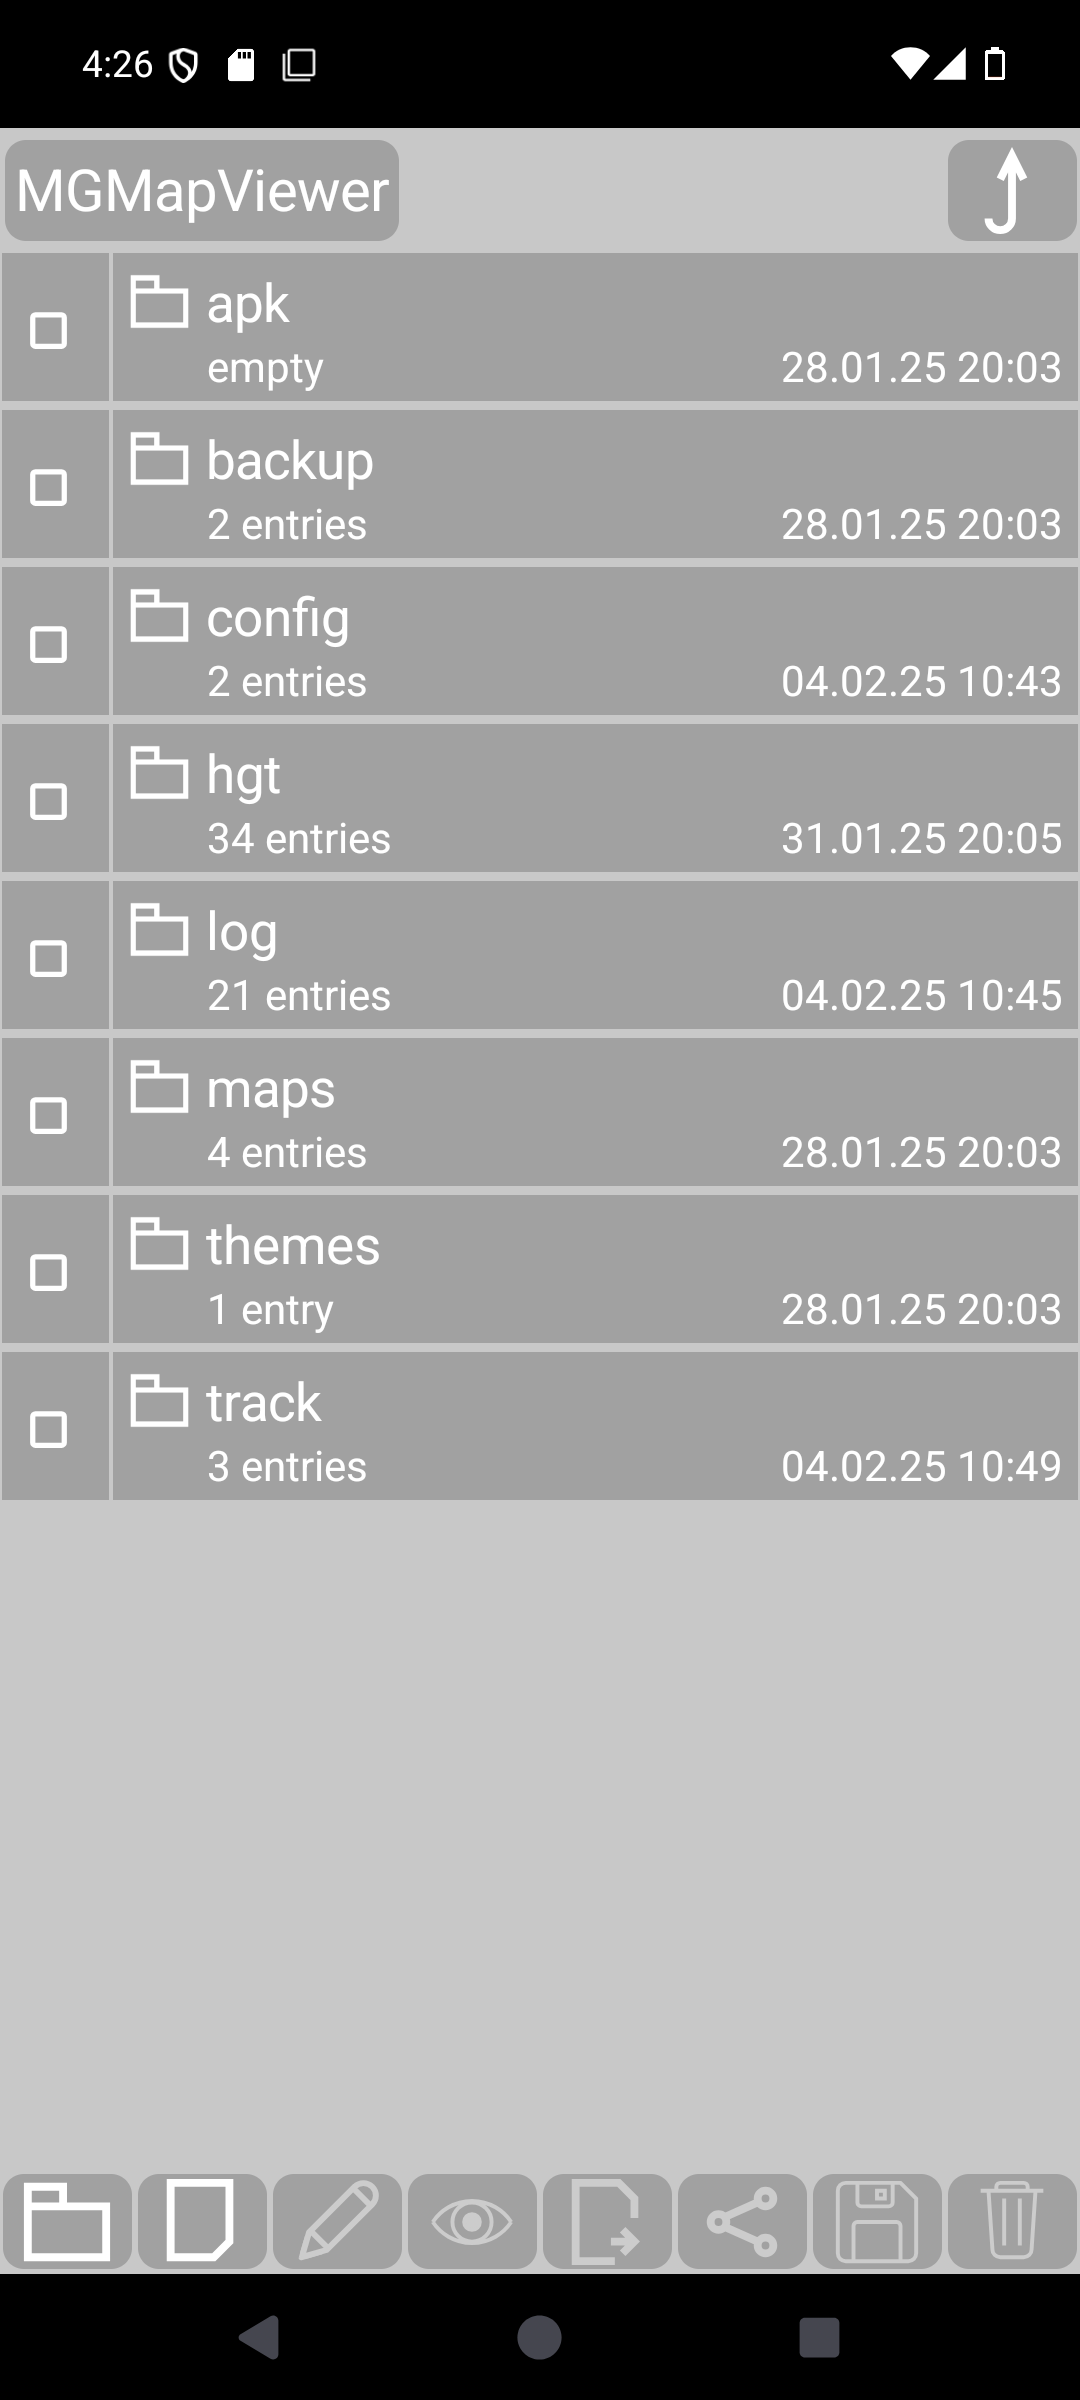 4:26
MGMapViewer
apk
empty 28.01.25 20:03
backup
2 entries 28.01.25 20:03
config
2 entries 04.02.25 10:43
hgt
34 entries 31.01.25 20:05
log
21 entries 04.02.25 10:45
maps
4 entries 28.01.25 20:03
themes
1 entry 28.01.25 20:03
track
3 entries 04.02.25 10:49